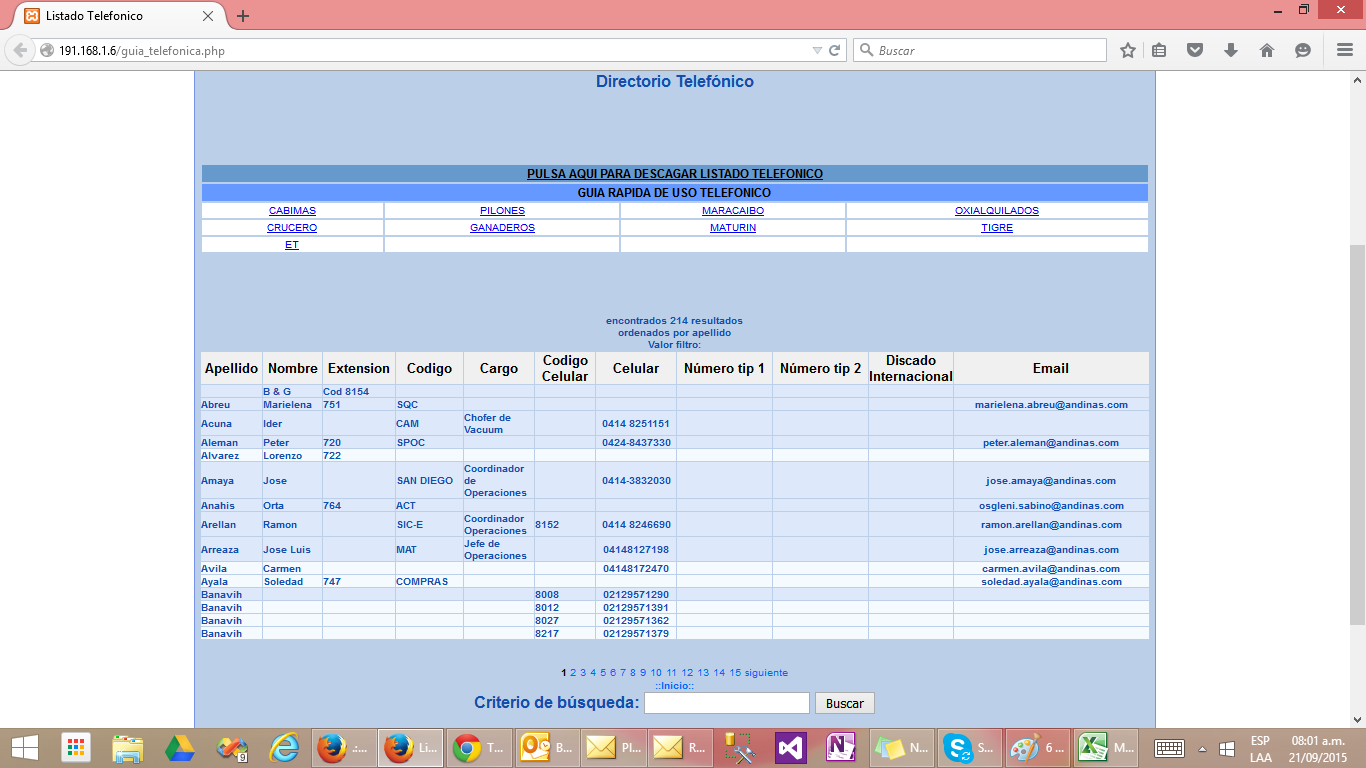 Listado Telefonico
191.168.1.6/guia_telefonica.php
Buscar
Directorio Telefónico
PULSA AQUI PARA DESCAGAR LISTADO TELEFONICO
GUIA RAPIDA DE USO TELEFONICO
CABIMAS PILONES MARACAIBO OXIALQUILADOS
CRUCERO GANADEROS MATURIN TIGRE
ET
encontrados 214 resultados
ordenados por apellido
Valor filtro:
Apellido Nombre Extension Codigo Cargo Codigo Celular Celular Número tip 1 Número tip 2 Discado Internacional Email
B & G Cod 8154
Abreu Marielena 751 SQC marielena.abreu@andinas.com
Acuna Ider CAM Chofer de Vacuum 0414 8251151
Aleman Peter 720 SPOC 0424-8437330 peter.aleman@andinas.com
Alvarez Lorenzo 722
Amaya Jose SAN DIEGO Coordinador de Operaciones 0414-3832030 jose.amaya@andinas.com
Anahis Orta 764 ACT osgleni.sabino@andinas.com
Arellan Ramon SIC-E Coordinador Operaciones 8152 0414 8246690 ramon.arellan@andinas.com
Arreaza Jose Luis MAT Jefe de Operaciones 04148127198 jose.arreaza@andinas.com
Avila Carmen 04148172470 carmen.avila@andinas.com
Ayala Soledad 747 COMPRAS soledad.ayala@andinas.com
Banavih 8008 02129571290
Banavih 8012 02129571391
Banavih 8027 02129571362
Banavih 8217 02129571379
1 2 3 4 5 6 7 8 9 10 11 12 13 14 15 siguiente
::Inicio::
Criterio de búsqueda: Buscar
9 .:... Li... T... B... Pl... R... N... S... 6 ... M... ESP 08:01 a.m.
LAA 21/09/2015